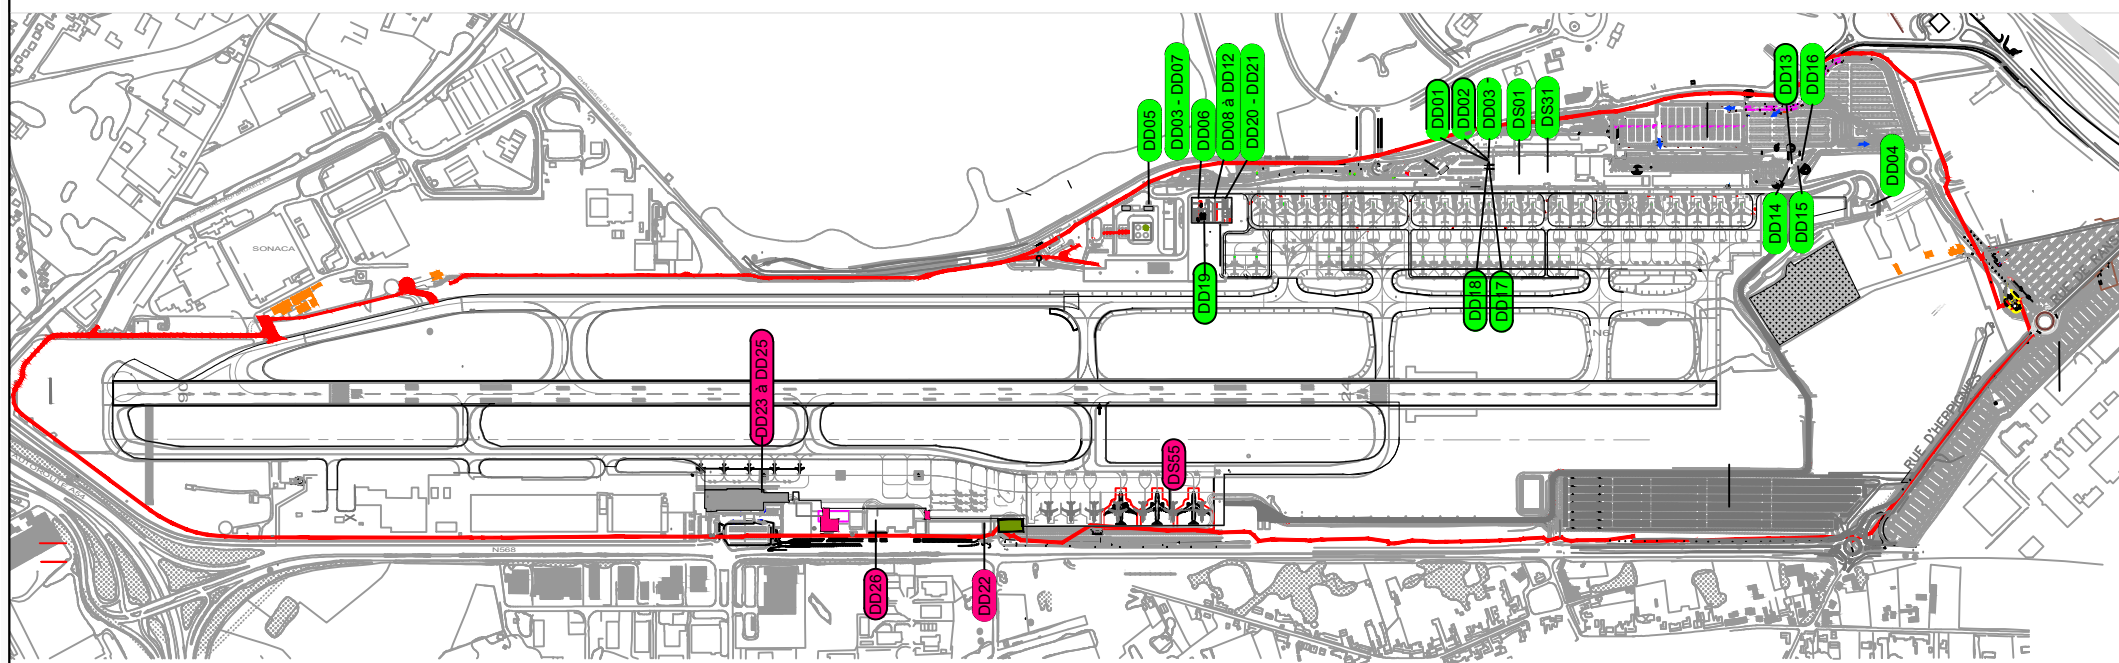 DD05
DD03 - DD07
DD06
DD08 à DD12
DD20 - DD21
DD01
DD02
DD03
DS01
DS31
DD13
DD16
DD04
DD14
DD15
DD19
DD18
DD17
SONACA
DD23 à DD25
DS55
DD26
DD22
N568
RUE D'HEPPIGNIES